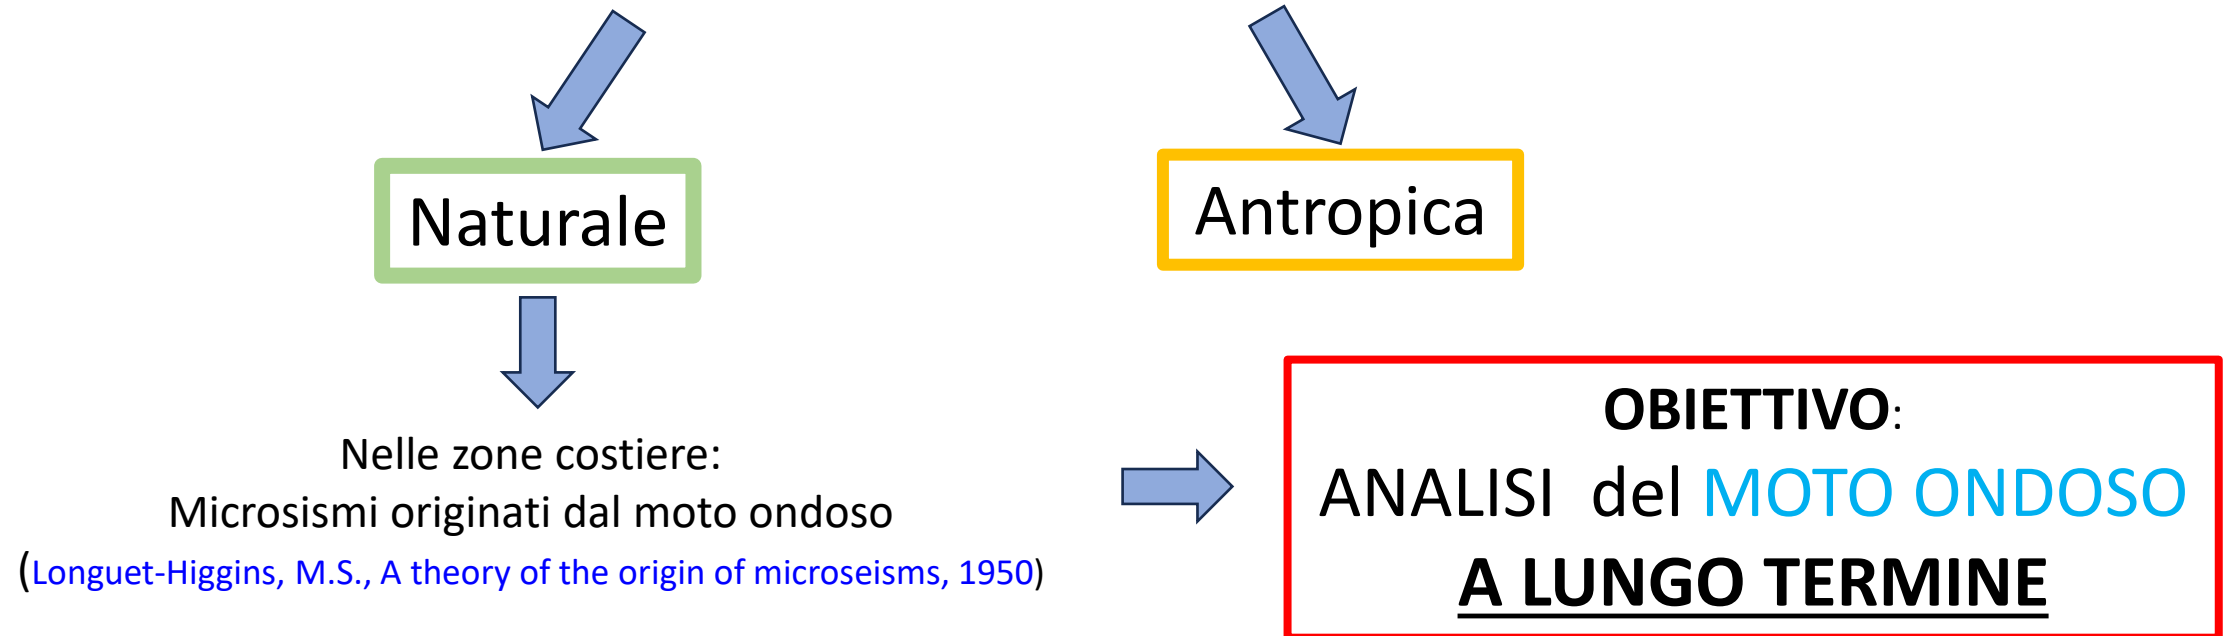 Naturale
Antropica
Nelle zone costiere:
Microsismi originati dal moto ondoso
(Longuet-Higgins, M.S., A theory of the origin of microseisms, 1950)
OBIETTIVO:
ANALISI del MOTO ONDOSO
A LUNGO TERMINE